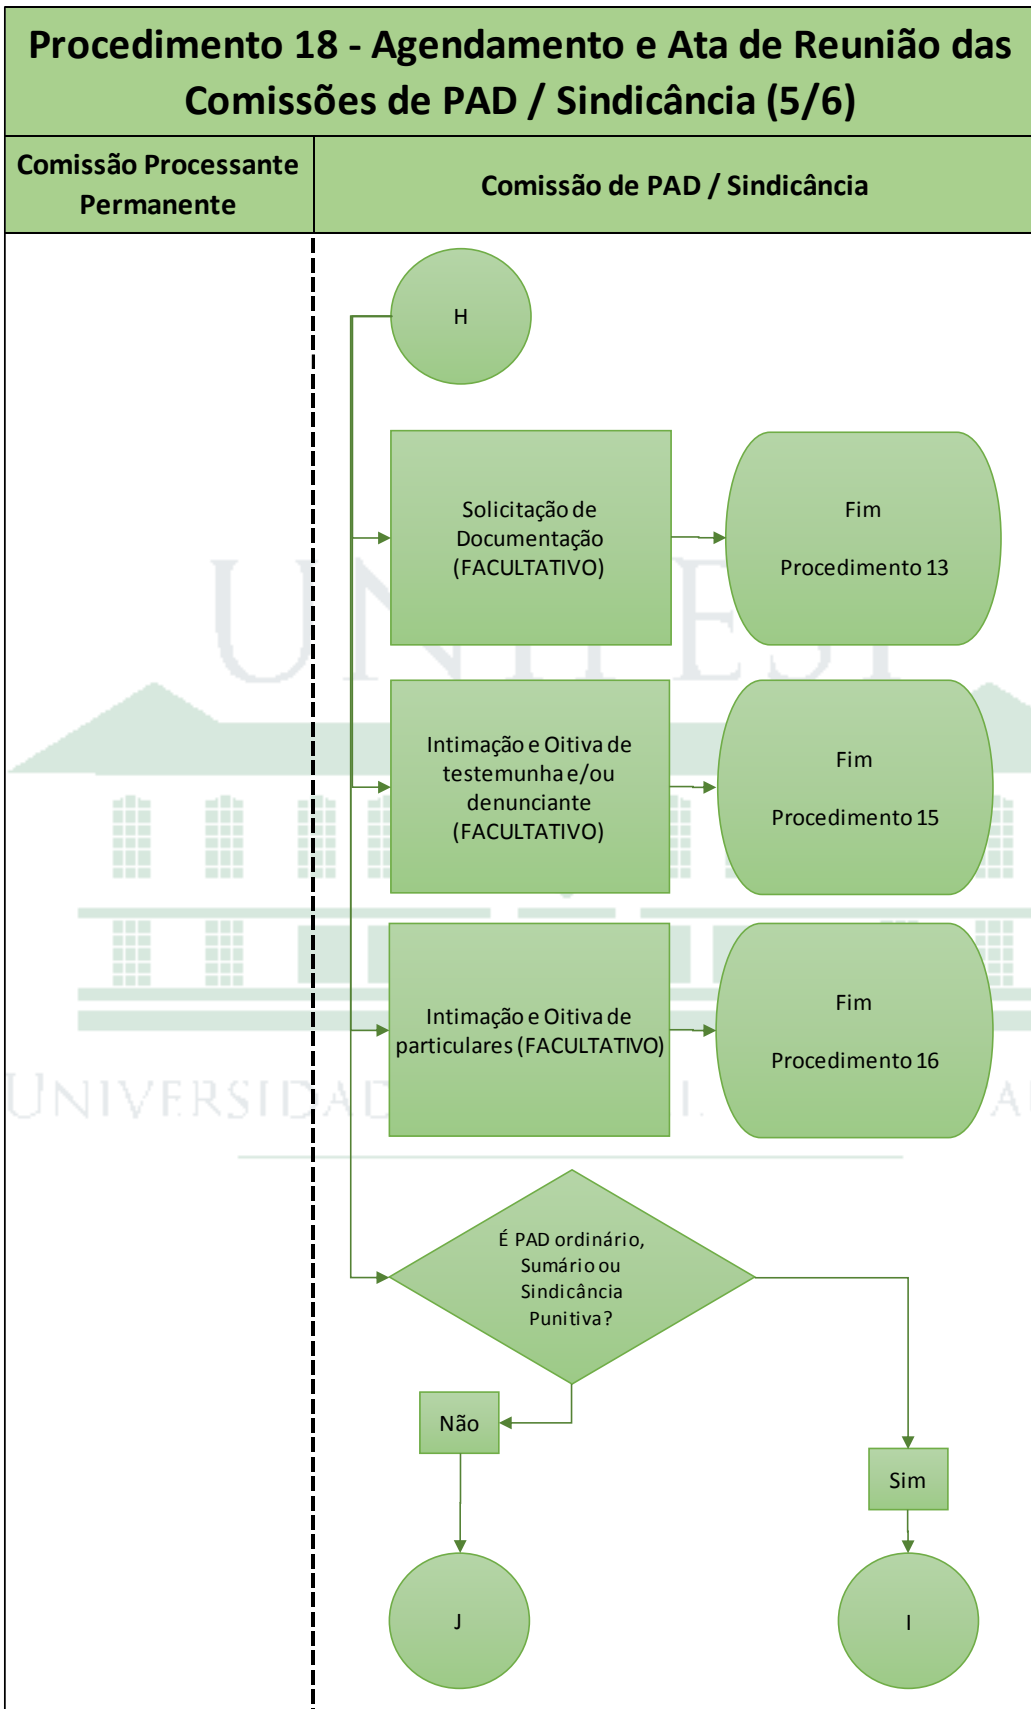 Procedimento 18 - Agendamento e Ata de Reunião das
Comissões de PAD / Sindicância (5/6)
Comissão Processante
Permanente
Comissão de PAD / Sindicância
H
Solicitação de
Documentação
(FACULTATIVO)
Fim
Procedimento 13
Intimação e Oitiva de
testemunha e/ou
denunciante
(FACULTATIVO)
Fim
Procedimento 15
Intimação e Oitiva de
particulares (FACULTATIVO)
Fim
Procedimento 16
É PAD ordinário,
Sumário ou
Sindicância
Punitiva?
Não
Sim
J
I